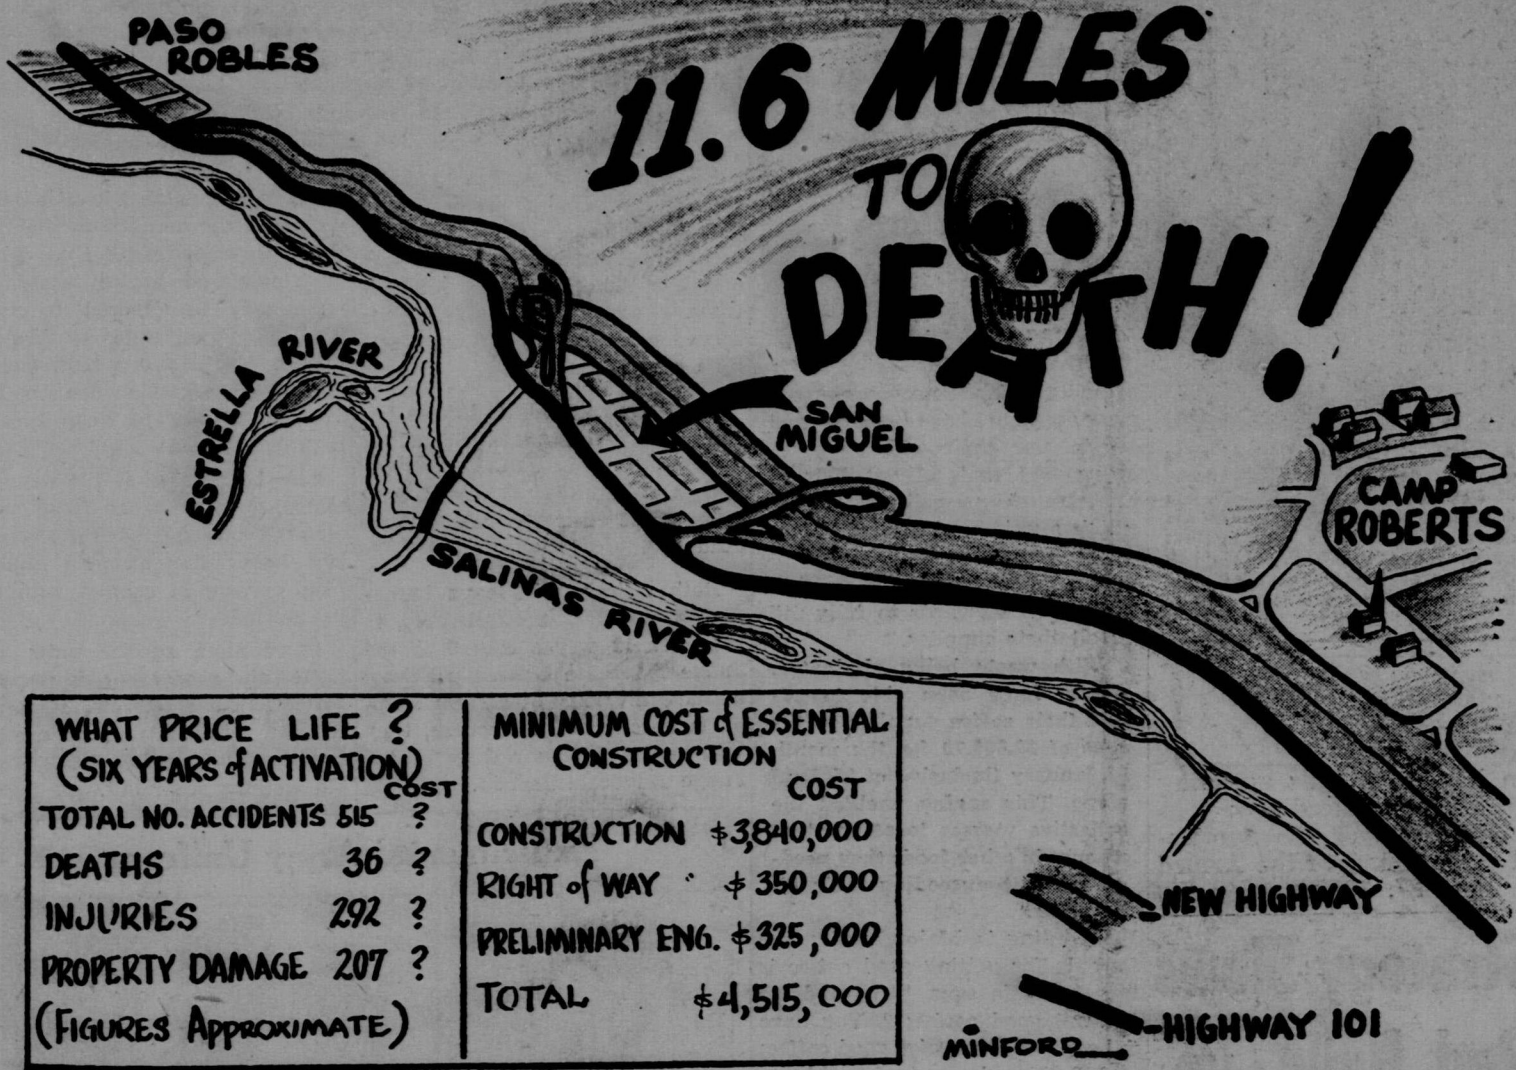 PASO
ROBLES
11.6 MILES
TO
DEATH!
ESTRELLA RIVER
SAN
MIGUEL
CAMP
ROBERTS
SALINAS RIVER
WHAT PRICE LIFE ?
(SIX YEARS of ACTIVATION)
COST
TOTAL NO. ACCIDENTS 515 ?
DEATHS 36 ?
INJURIES 292 ?
PROPERTY DAMAGE 207 ?
(FIGURES APPROXIMATE)
MINIMUM COST of ESSENTIAL
CONSTRUCTION
COST
CONSTRUCTION $3,840,000
RIGHT of WAY $350,000
PRELIMINARY ENG. $325,000
TOTAL $4,515,000
NEW HIGHWAY
HIGHWAY 101
MINFORD